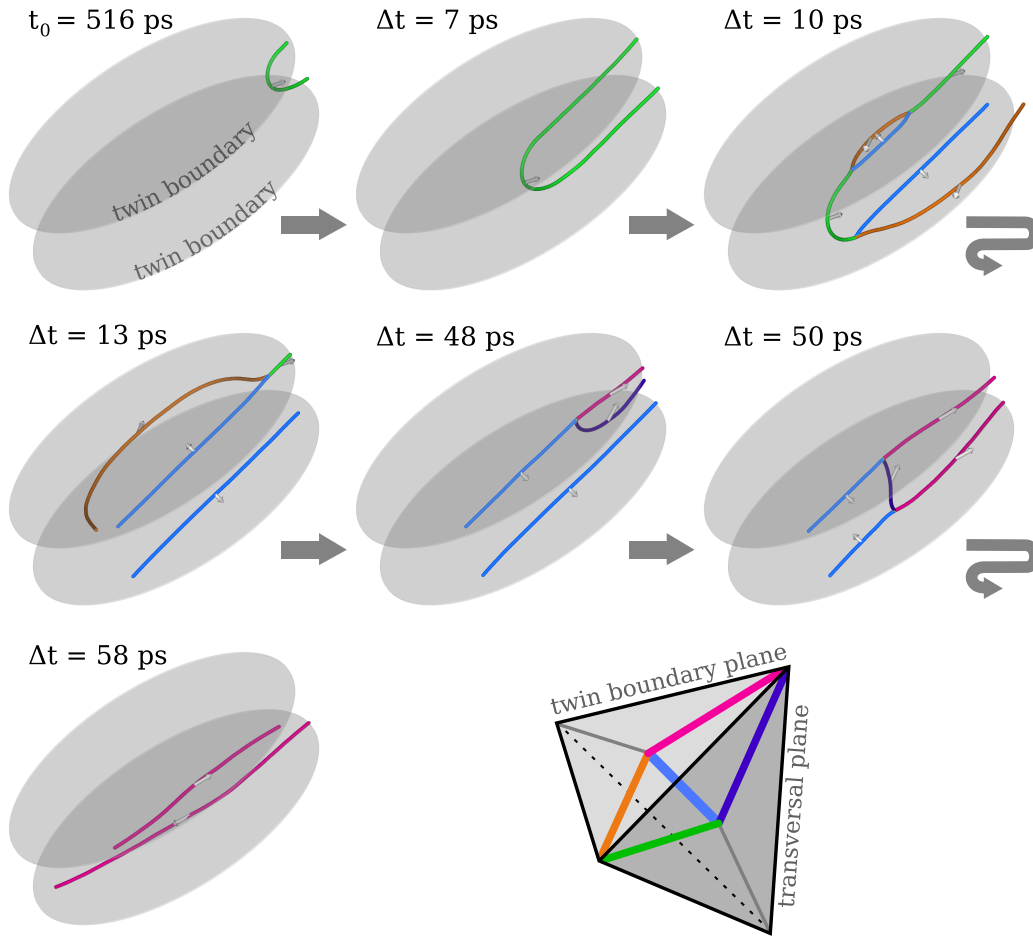 t₀ = 516 ps
Δt = 7 ps
Δt = 10 ps
twin boundary
twin boundary
Δt = 13 ps
Δt = 48 ps
Δt = 50 ps
Δt = 58 ps
twin boundary plane
transversal plane